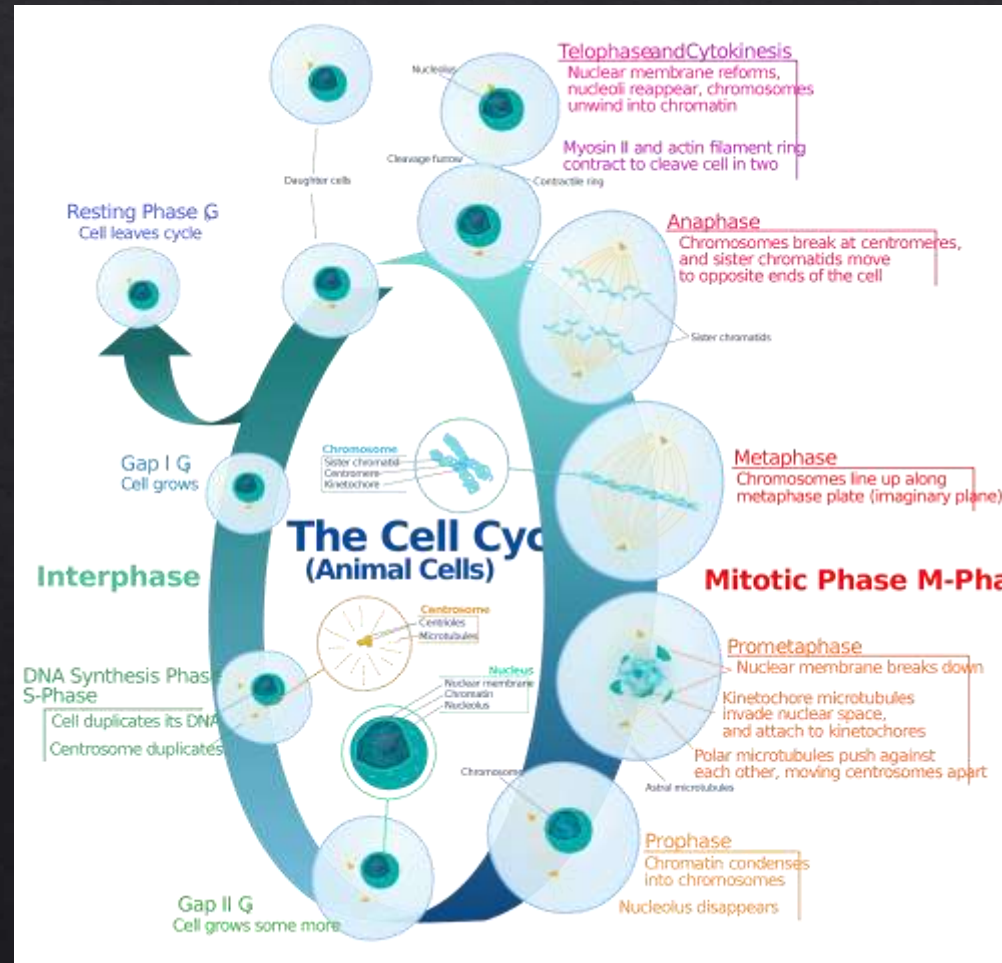 Telophase and Cytokinesis
Nuclear membrane reforms,
nucleoli reappear, chromosomes
unwind into chromatin
Myosin II and actin filament ring
contract to cleave cell in two
Nucleolus
Cleavage furrow
Contractile ring
Daughter cells
Resting Phase G
Cell leaves cycle
Anaphase
Chromosomes break at centromeres,
and sister chromatids move
to opposite ends of the cell
Sister chromatids
Gap I G
Cell grows
Chromosome
Sister chromatid
Centromere
Kinetochore
Metaphase
Chromosomes line up along
metaphase plate (imaginary plane)
The Cell Cyc
(Animal Cells)
Interphase
Mitotic Phase M-Pha
Centrosome
Centrioles
Microtubules
Prometaphase
Nuclear membrane breaks down
Kinetochore microtubules
invade nuclear space,
and attach to kinetochores
Polar microtubules push against
each other, moving centrosomes apart
Astral microtubules
DNA Synthesis Phase
S-Phase
Cell duplicates its DNA
Centrosome duplicates
Nucleus
Nuclear membrane
Chromatin
Nucleolus
Chromosome
Prophase
Chromatin condenses
into chromosomes
Nucleolus disappears
Gap II G
Cell grows some more